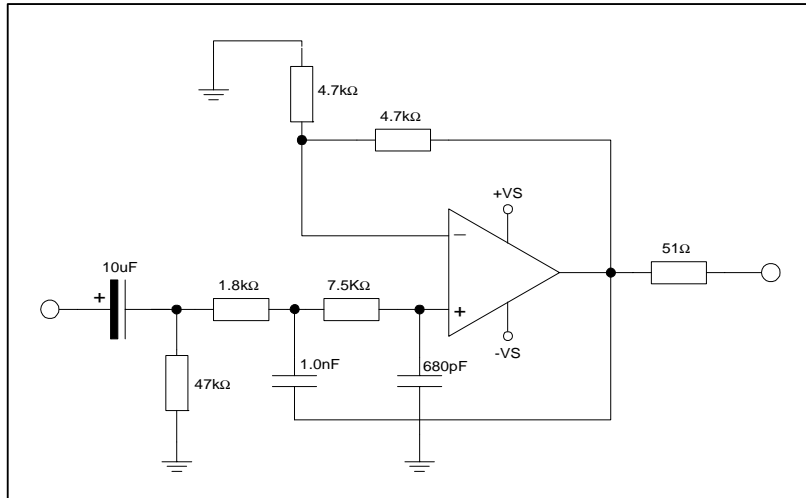 4.7kΩ
4.7kΩ
+VS
−
51Ω
10uF
+
1.8kΩ
7.5KΩ
+
-VS
1.0nF
680pF
47kΩ